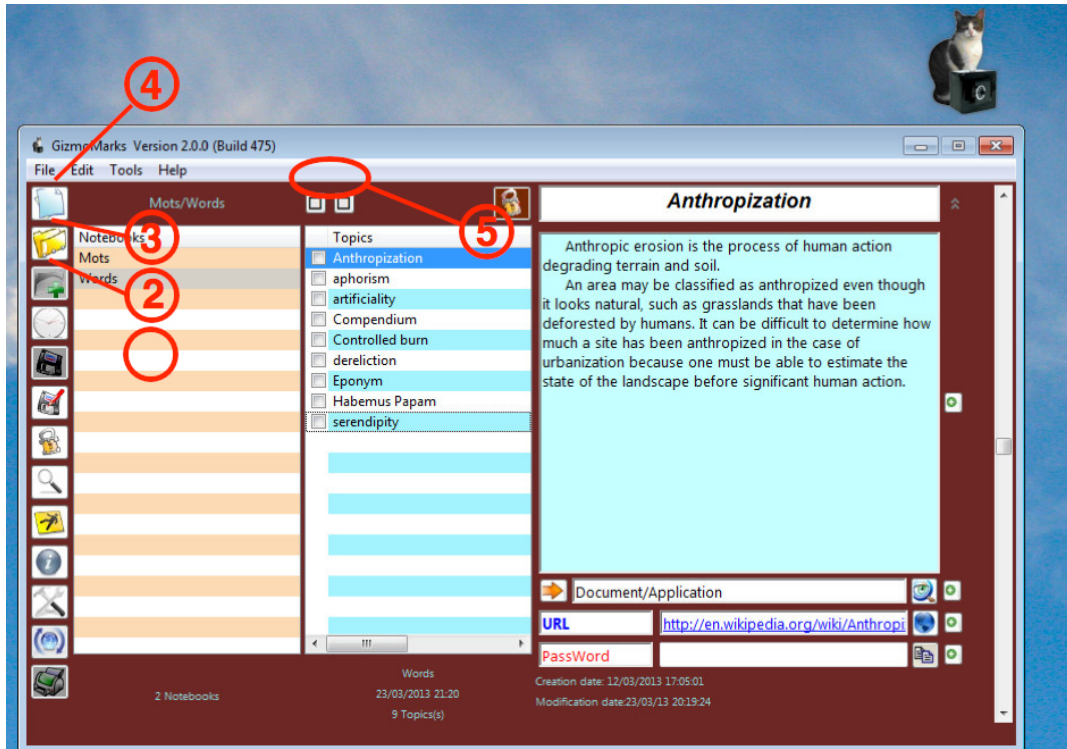 4
C
GizmoMarks Version 2.0.0 (Build 475)
File Edit Tools Help
Mots/Words
Anthropization
3
5
Notebooks
Mots
Words
2
Topics
Anthropization
aphorism
artificiality
Compendium
Controlled burn
dereliction
Eponym
Habemus Papam
serendipity
Anthropic erosion is the process of human action
degrading terrain and soil.
An area may be classified as anthropized even though
it looks natural, such as grasslands that have been
deforested by humans. It can be difficult to determine how
much a site has been anthropized in the case of
urbanization because one must be able to estimate the
state of the landscape before significant human action.
Document/Application
URL
http://en.wikipedia.org/wiki/Anthropi
PassWord
2 Notebooks
Words
23/03/2013 21:20
9 Topics(s)
Creation date: 12/03/2013 17:05:01
Modification date:23/03/13 20:19:24